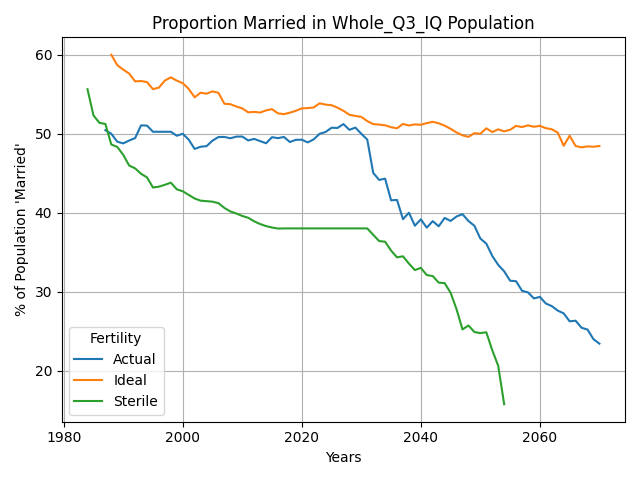 Proportion Married in Whole_Q3_IQ Population
60
50
40
30
20
% of Population 'Married'
Fertility
Actual
Ideal
Sterile
1980
2000
2020
2040
2060
Years